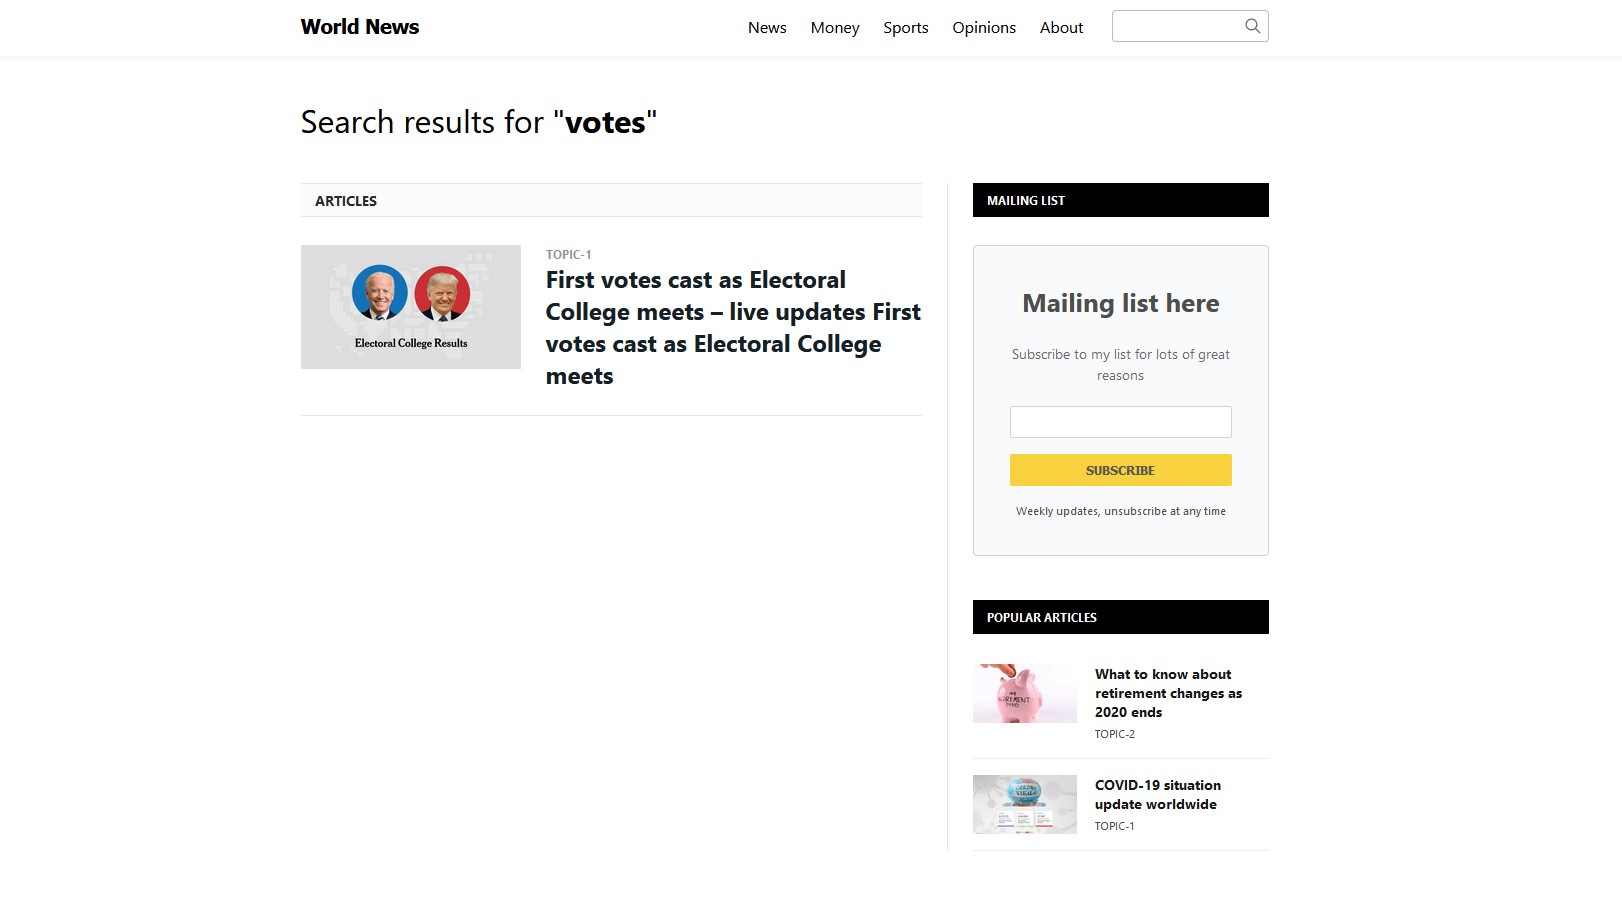 World News
News Money Sports Opinions About
Search results for "votes"
ARTICLES
Electoral College Results
TOPIC-1
First votes cast as Electoral
College meets – live updates First
votes cast as Electoral College
meets
MAILING LIST
Mailing list here
Subscribe to my list for lots of great
reasons
SUBSCRIBE
Weekly updates, unsubscribe at any time
POPULAR ARTICLES
What to know about
retirement changes as
2020 ends
TOPIC-2
COVID-19 situation
update worldwide
TOPIC-1